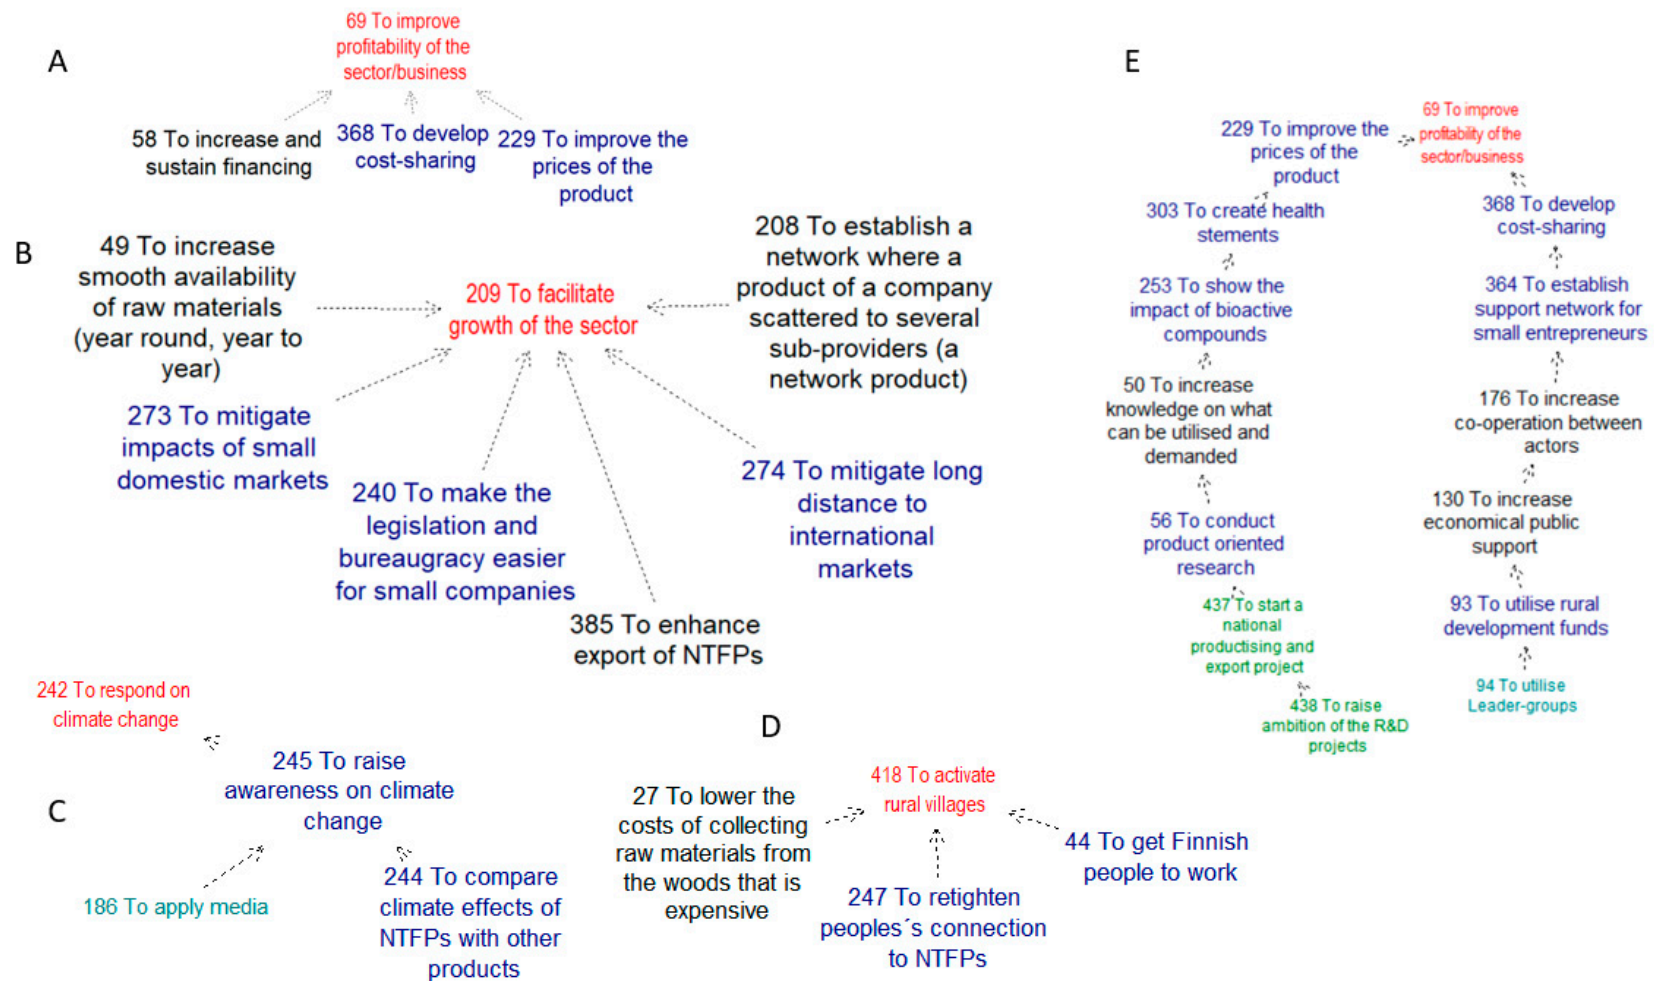 A
69 To improve
profitability of the
sector/business
58 To increase and
sustain financing
368 To develop
cost-sharing
229 To improve the
prices of the
product
B
49 To increase
smooth availability
of raw materials
(year round, year to
year)
209 To facilitate
growth of the sector
208 To establish a
network where a
product of a company
scattered to several
sub-providers (a
network product)
273 To mitigate
impacts of small
domestic markets
240 To make the
legislation and
bureaugracy easier
for small companies
385 To enhance
export of NTFPs
274 To mitigate long
distance to
international
markets
C
242 To respond on
climate change
245 To raise
awareness on climate
change
186 To apply media
244 To compare
climate effects of
NTFPs with other
products
D
418 To activate
rural villages
27 To lower the
costs of collecting
raw materials from
the woods that is
expensive
247 To retighten
peoples´s connection
to NTFPs
44 To get Finnish
people to work
E
229 To improve the
prices of the
product
69 To improve
profitability of the
sector/business
303 To create health
stements
253 To show the
impact of bioactive
compounds
50 To increase
knowledge on what
can be utilised and
demanded
56 To conduct
product oriented
research
437 To start a
national
productising and
export project
438 To raise
ambition of the R&D
projects
368 To develop
cost-sharing
364 To establish
support network for
small entrepreneurs
176 To increase
co-operation between
actors
130 To increase
economical public
support
93 To utilise rural
development funds
94 To utilise
Leader-groups